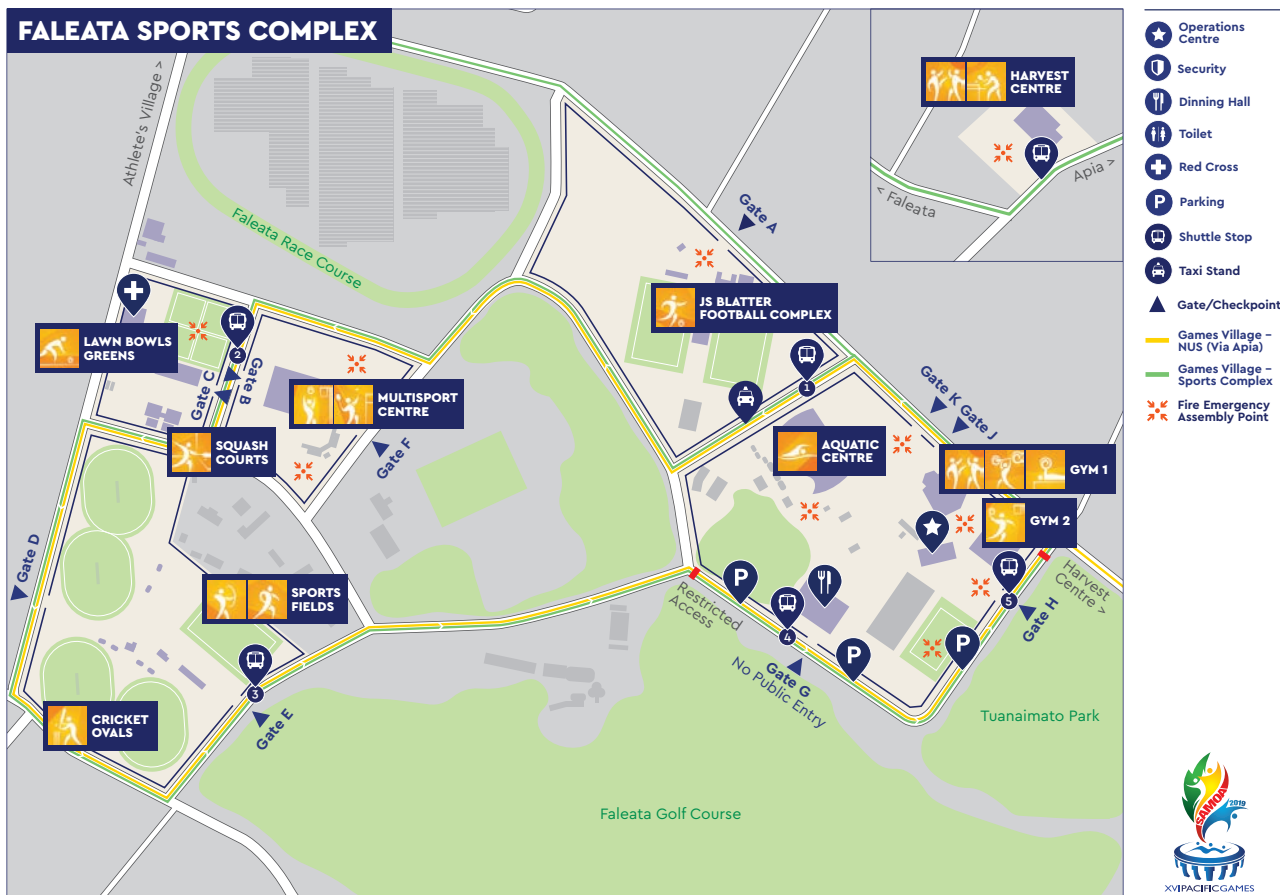 FALEATA SPORTS COMPLEX
Athlete's Village >
Faleata Race Course
Gate A
HARVEST
CENTRE
Apia >
< Faleata
JS BLATTER
FOOTBALL COMPLEX
LAWN BOWLS
GREENS
2
Gate C
Gate B
MULTISPORT
CENTRE
Gate F
SQUASH
COURTS
1
Gate K
Gate J
AQUATIC
CENTRE
GYM 1
GYM 2
Gate D
SPORTS
FIELDS
3
Gate E
CRICKET
OVALS
Restricted
Access
P
4
Gate G
No Public Entry
P
P
5
Gate H
Harvest
Centre >
Tuanaimato Park
Faleata Golf Course
Operations
Centre
Security
Dinning Hall
Toilet
Red Cross
P
Parking
Shuttle Stop
Taxi Stand
Gate/Checkpoint
Games Village –
NUS (Via Apia)
Games Village –
Sports Complex
Fire Emergency
Assembly Point
SAMOA
2019
XVIPACIFICGAMES